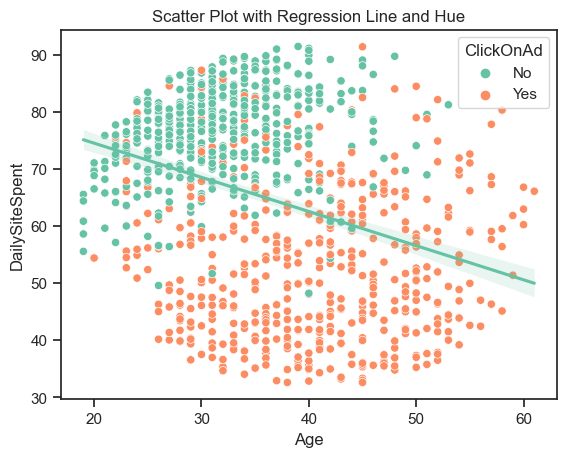 Scatter Plot with Regression Line and Hue
ClickOnAd
No
Yes
DailySiteSpent
90
80
70
60
50
40
30
20
30
40
50
60
Age